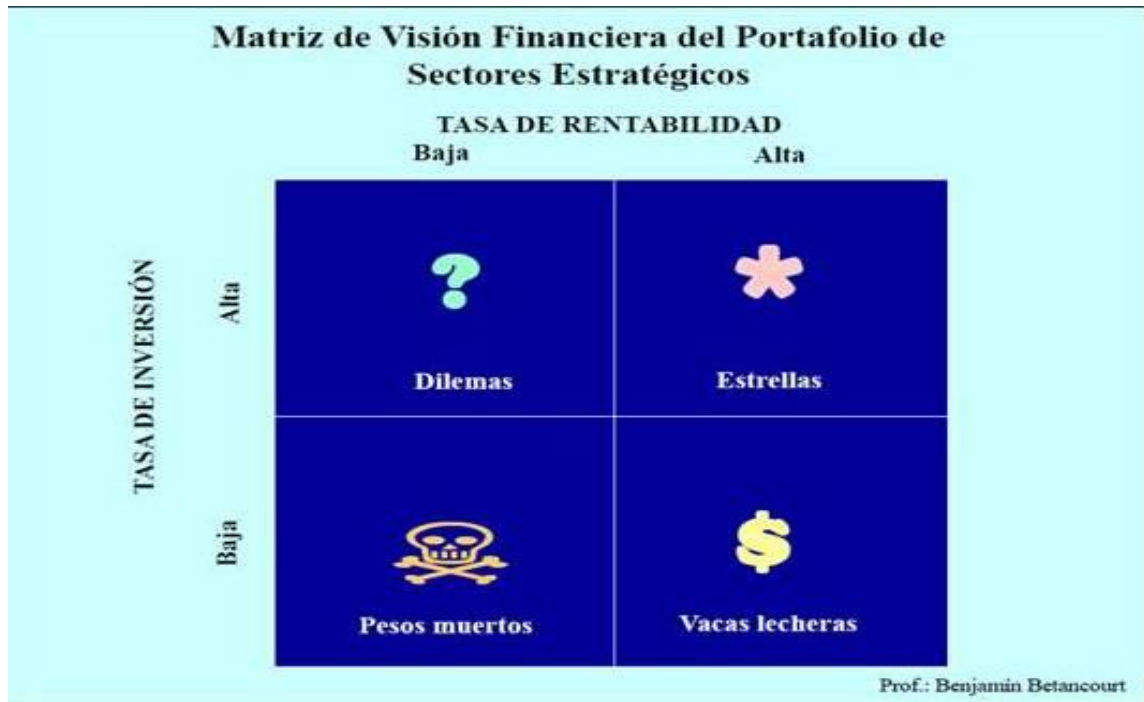 Matriz de Visión Financiera del Portafolio de
Sectores Estratégicos
TASA DE RENTABILIDAD
Baja Alta
TASA DE INVERSIÓN
Alta
?
*
Dilemas Estrellas
Baja
$
Pesos muertos Vacas lecheras
Prof.: Benjamín Betancourt